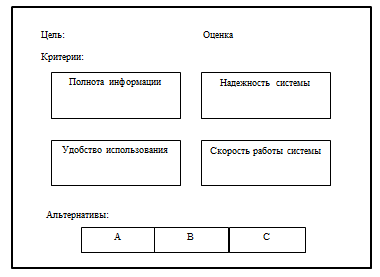 Цель: Оценка
Критерии:
Полнота информации Надежность системы
Удобство использования Скорость работы системы
Альтернативы:
А В С